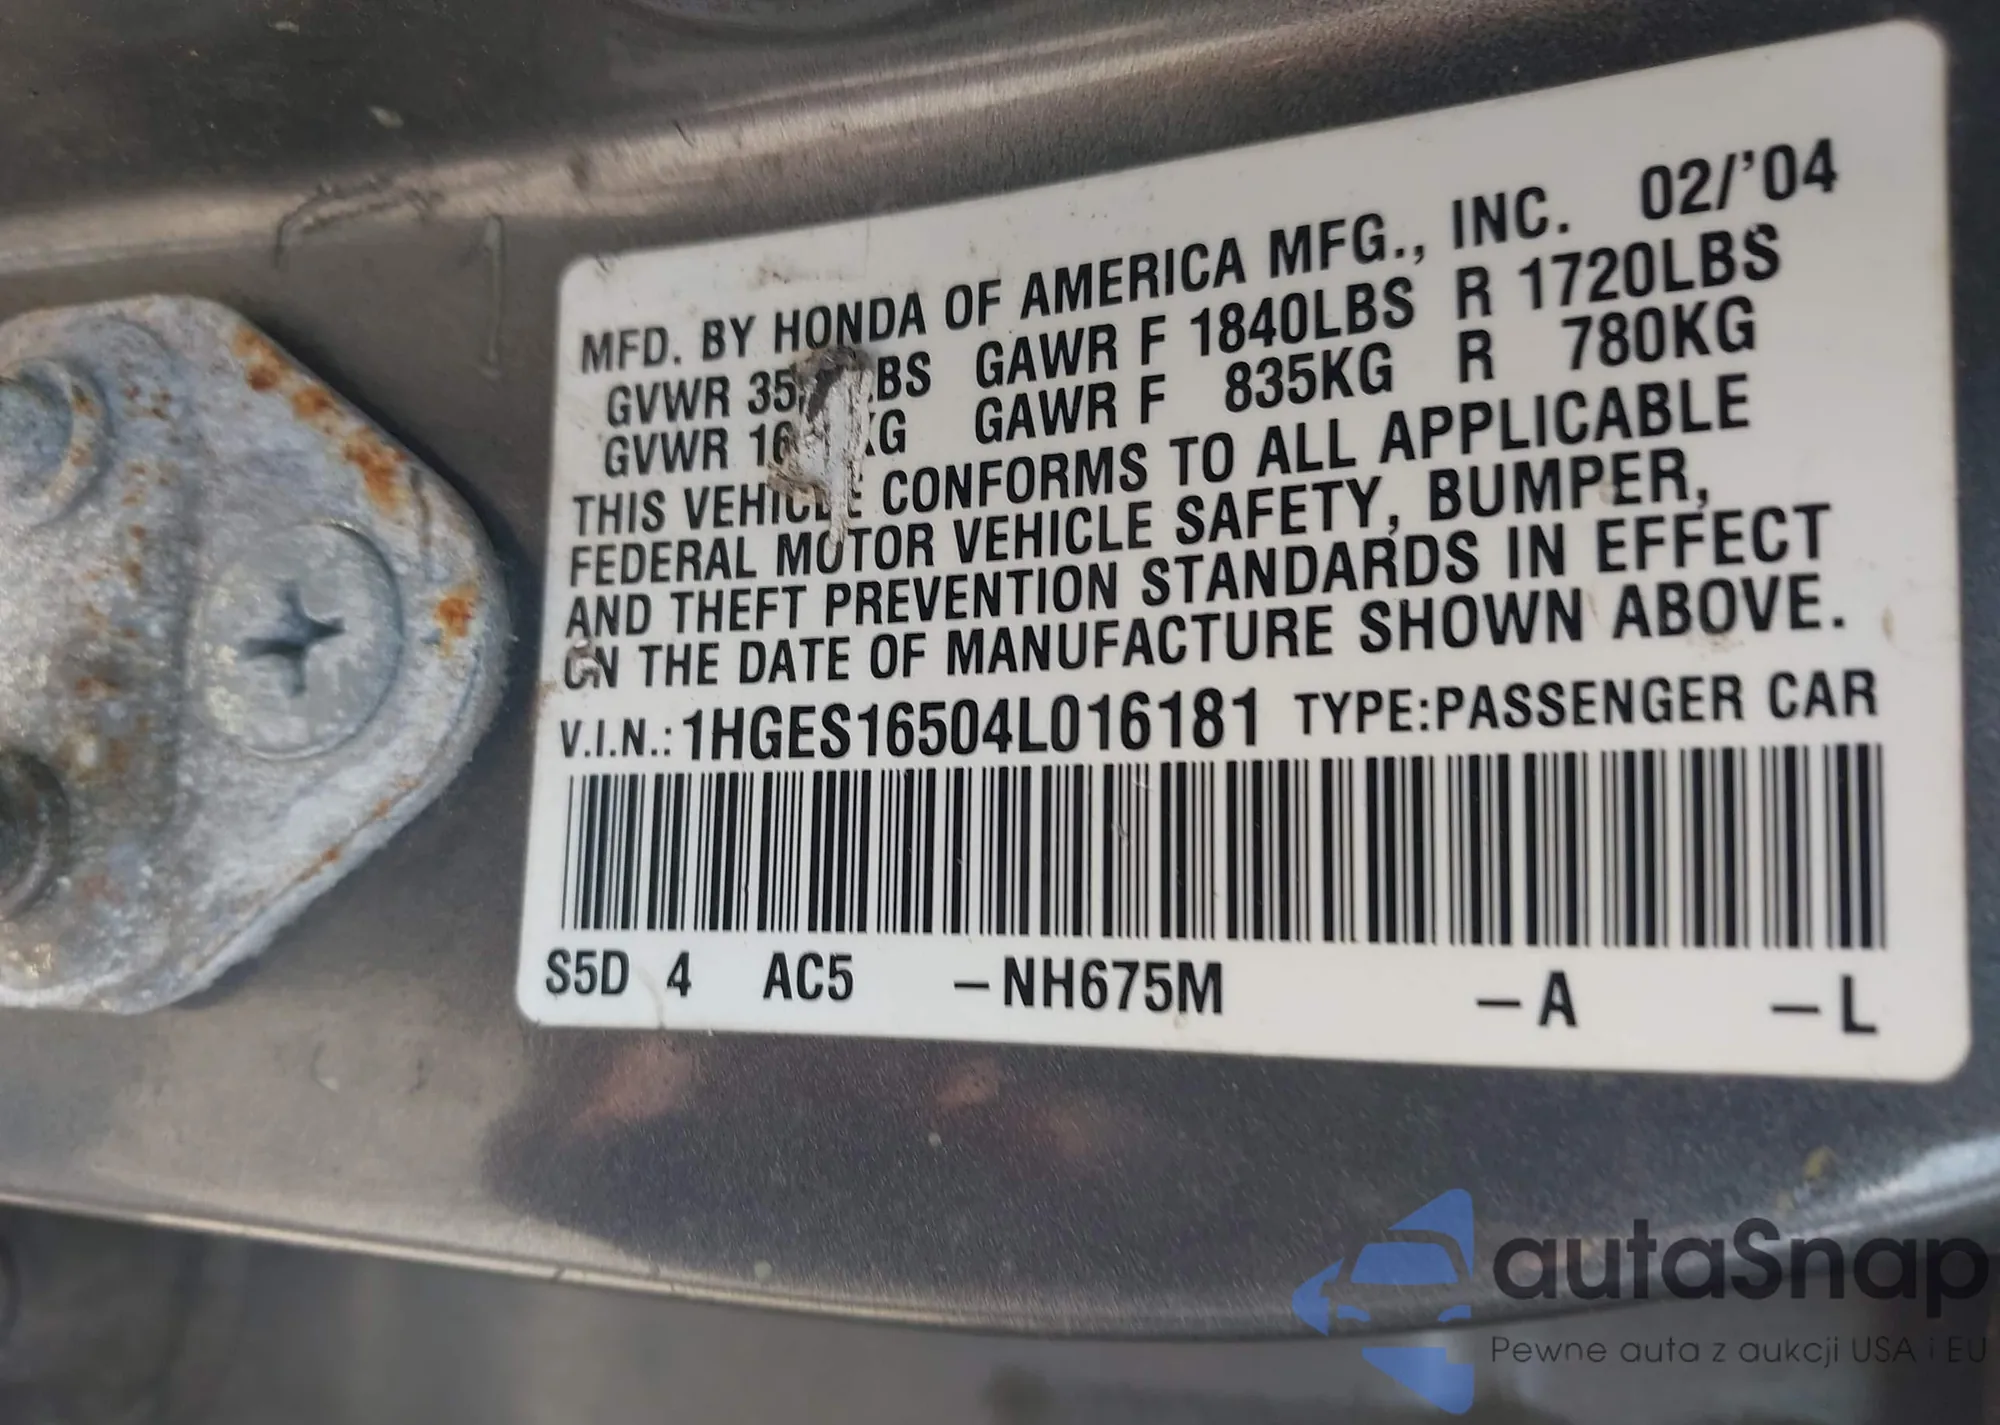 MFD. BY HONDA OF AMERICA MFG., INC. 02/'04
GVWR GAWR F 1840LBS R 1720LBS
GVWR GAWR F 835KG R 780KG
THIS VEHICLE CONFORMS TO ALL APPLICABLE
FEDERAL MOTOR VEHICLE SAFETY, BUMPER,
AND THEFT PREVENTION STANDARDS IN EFFECT
ON THE DATE OF MANUFACTURE SHOWN ABOVE.
V.I.N.: 1HGES16504L016181 TYPE:PASSENGER CAR
S5D 4 AC5 –NH675M –A –L
autaSnap
Pewne auta z aukcji USA i EU